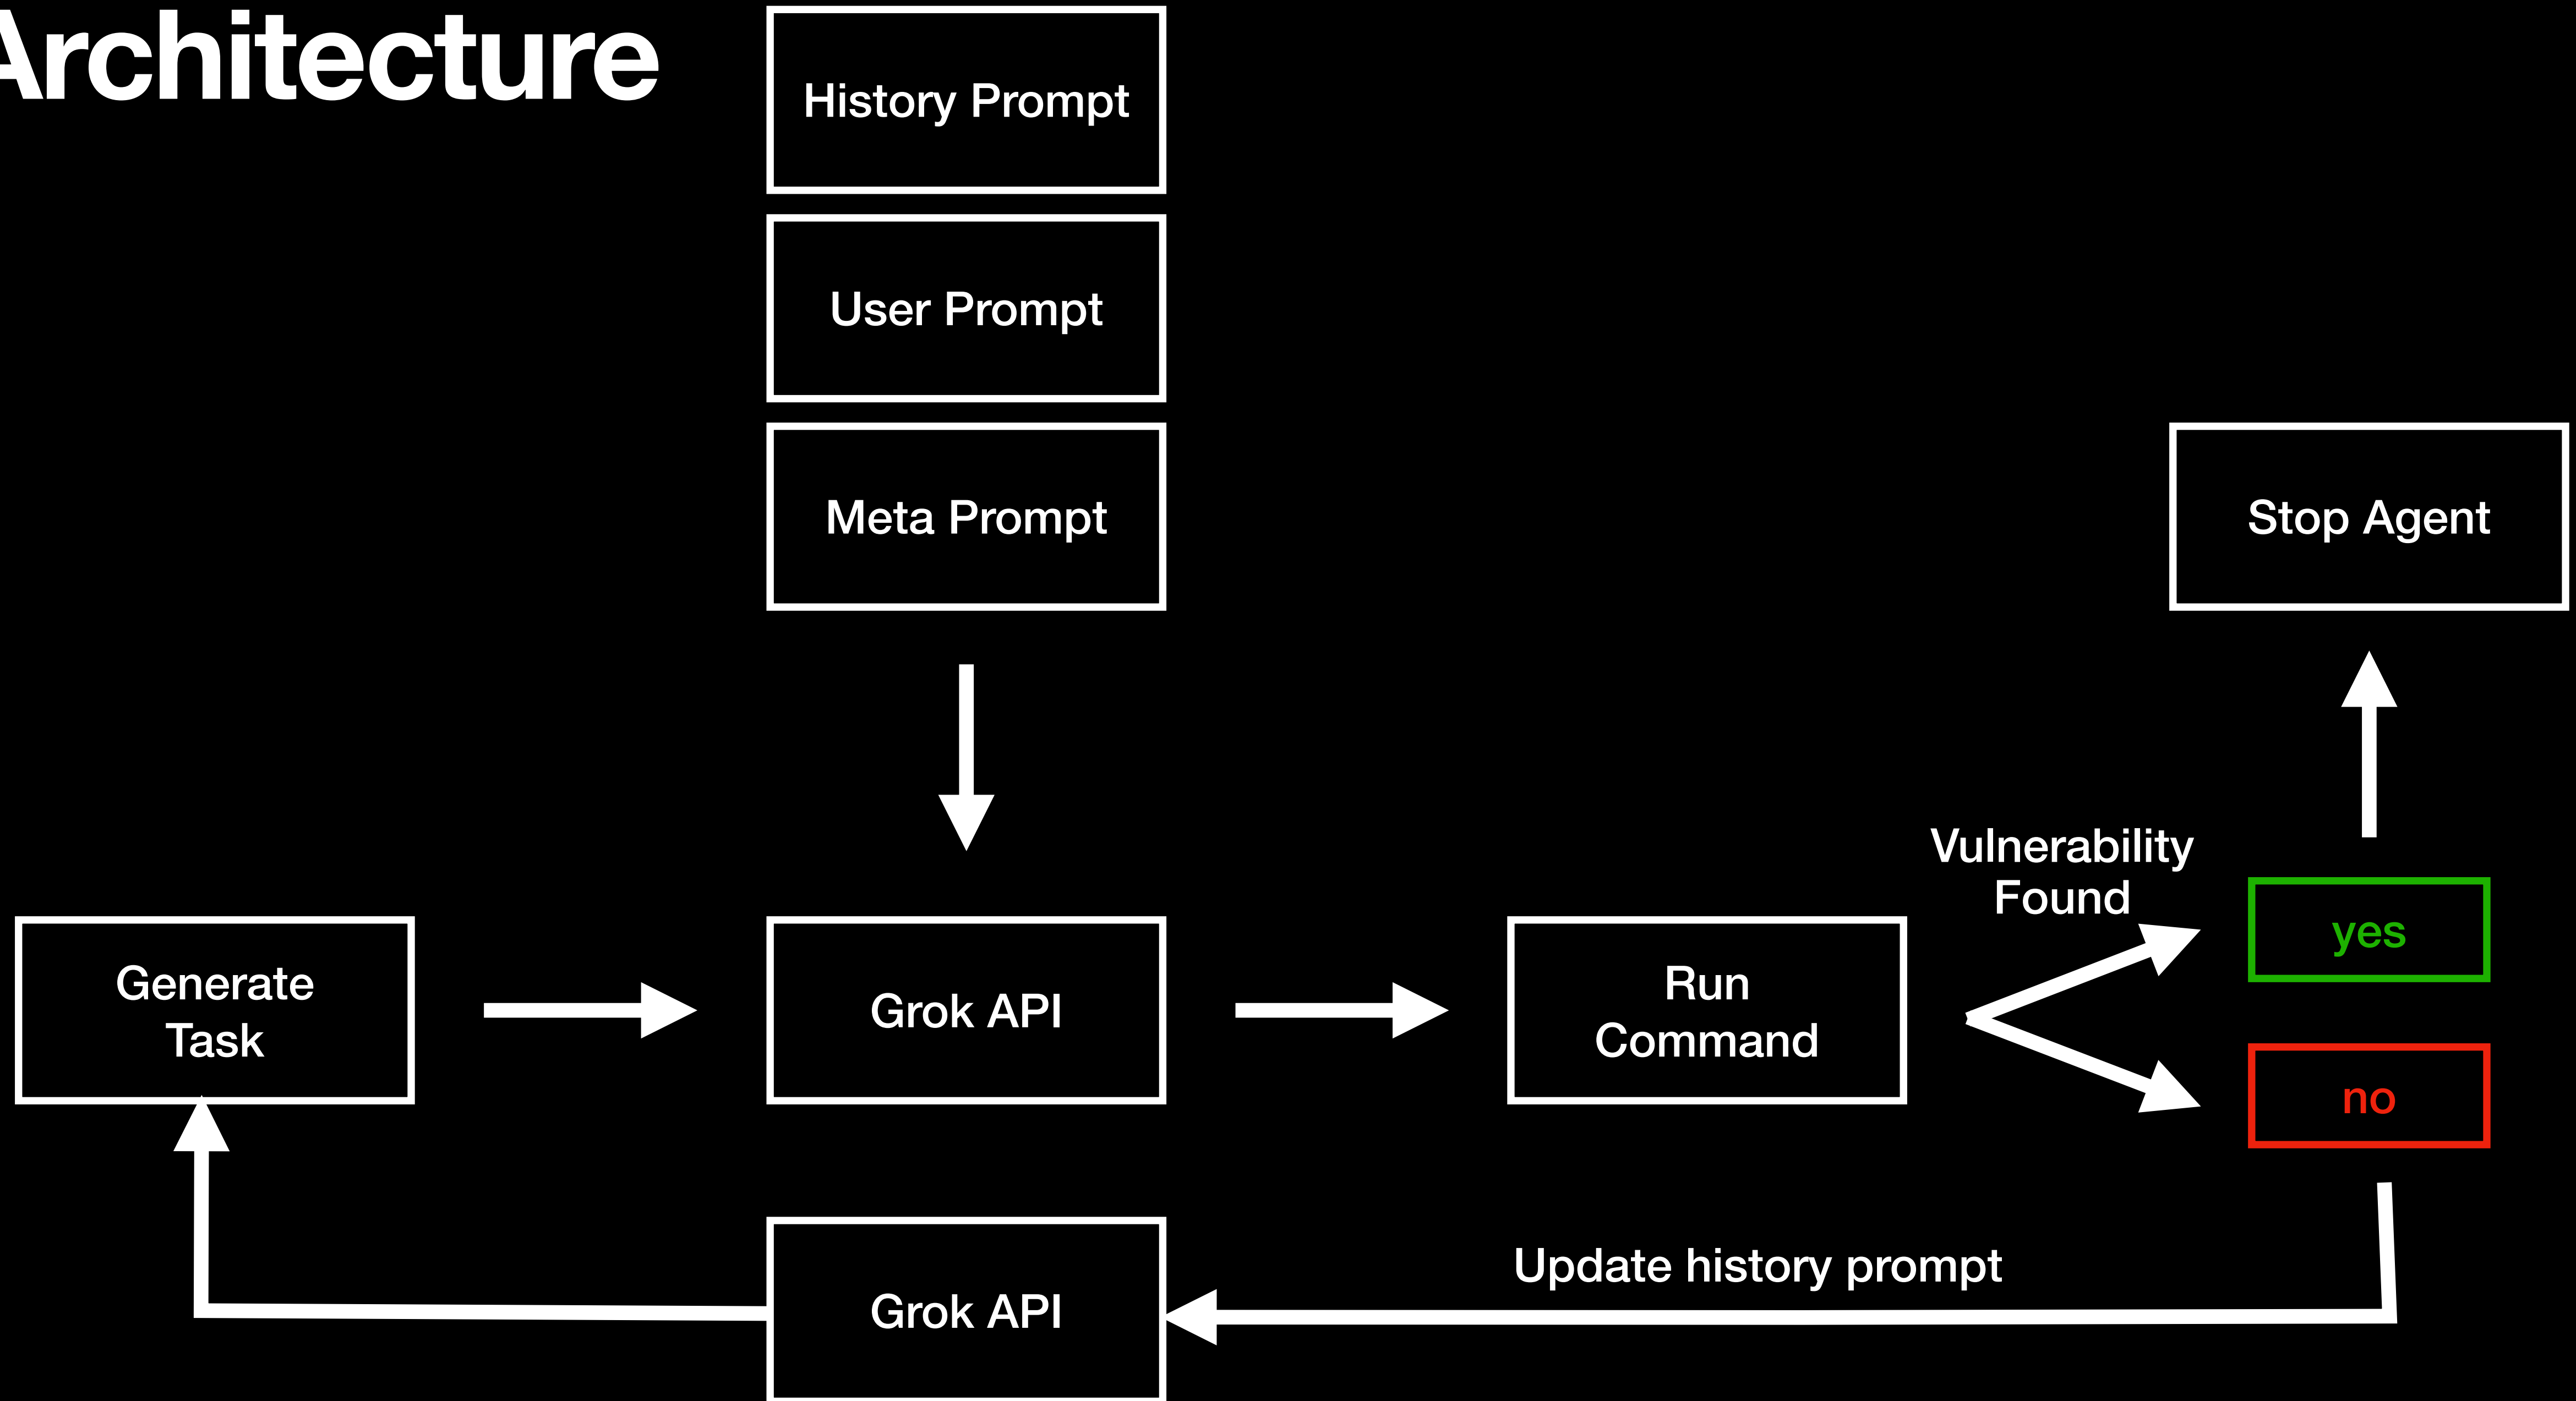 Architecture
History Prompt
User Prompt
Meta Prompt
Stop Agent
Generate
Task
Grok API
Run
Command
Vulnerability
Found
yes
no
Grok API
Update history prompt